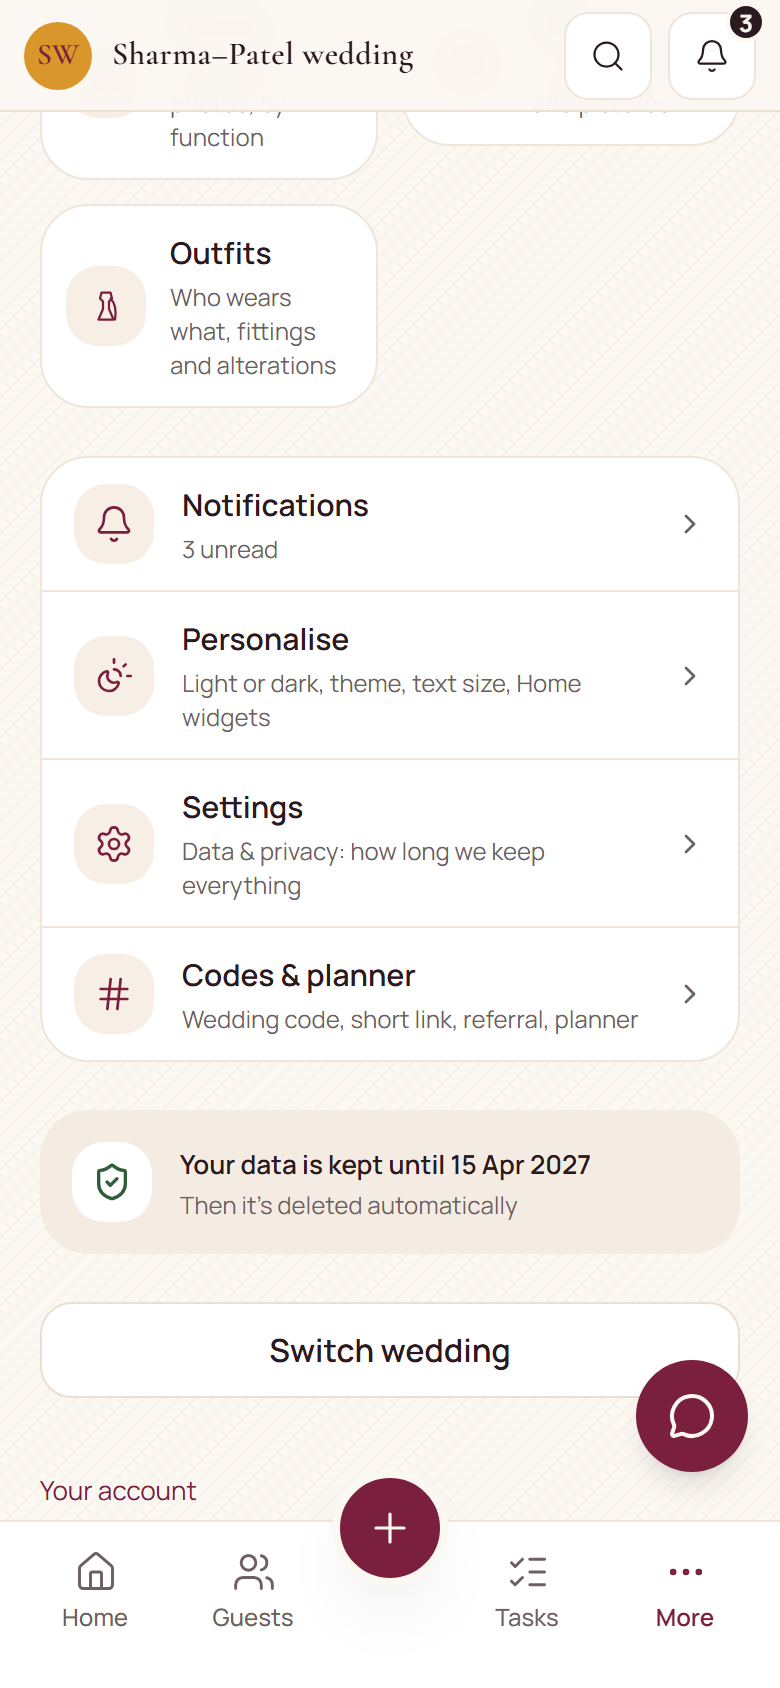 SW
Sharma–Patel wedding
3
function
Outfits
Who wears
what, fittings
and alterations
Notifications
3 unread
Personalise
Light or dark, theme, text size, Home
widgets
Settings
Data & privacy: how long we keep
everything
Codes & planner
Wedding code, short link, referral, planner
Your data is kept until 15 Apr 2027
Then it’s deleted automatically
Switch wedding
Your account
Home
Guests
Tasks
More